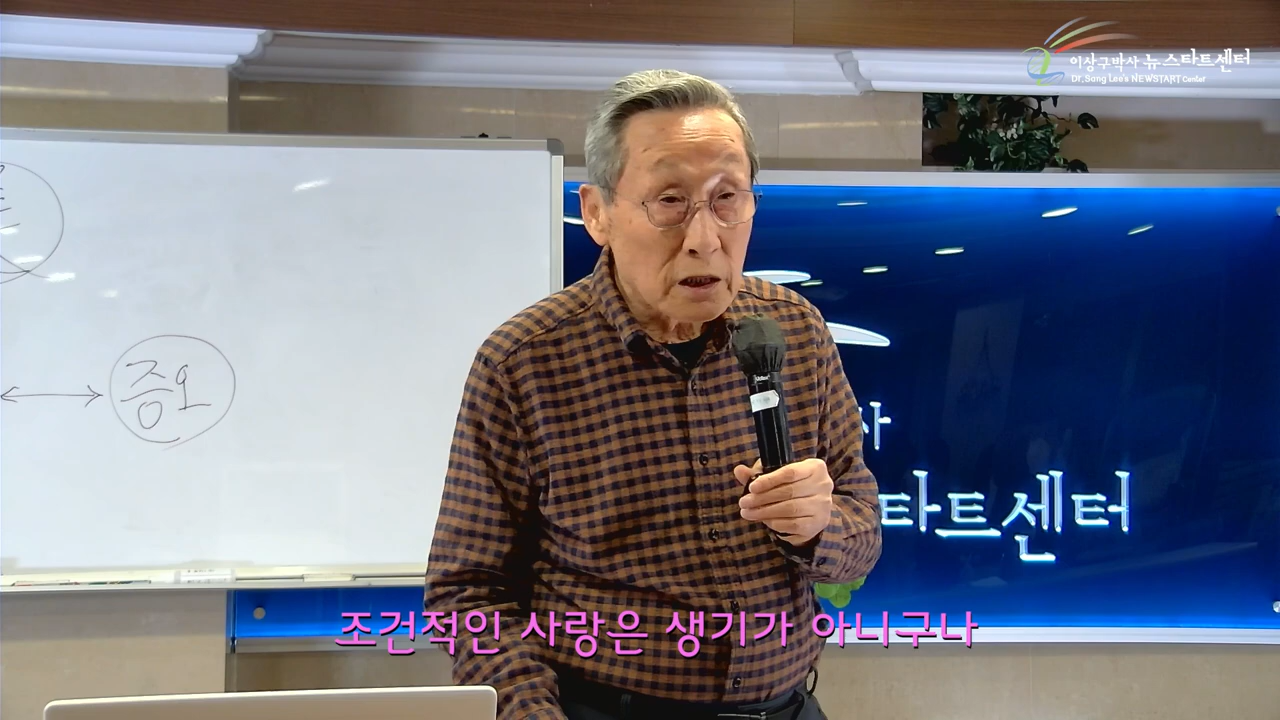 이상구박사 뉴스타트센터
Dr. Sang Lee's NEWSTART Center
증오
사
타트센터
조건적인 사랑은 생기가 아니구나